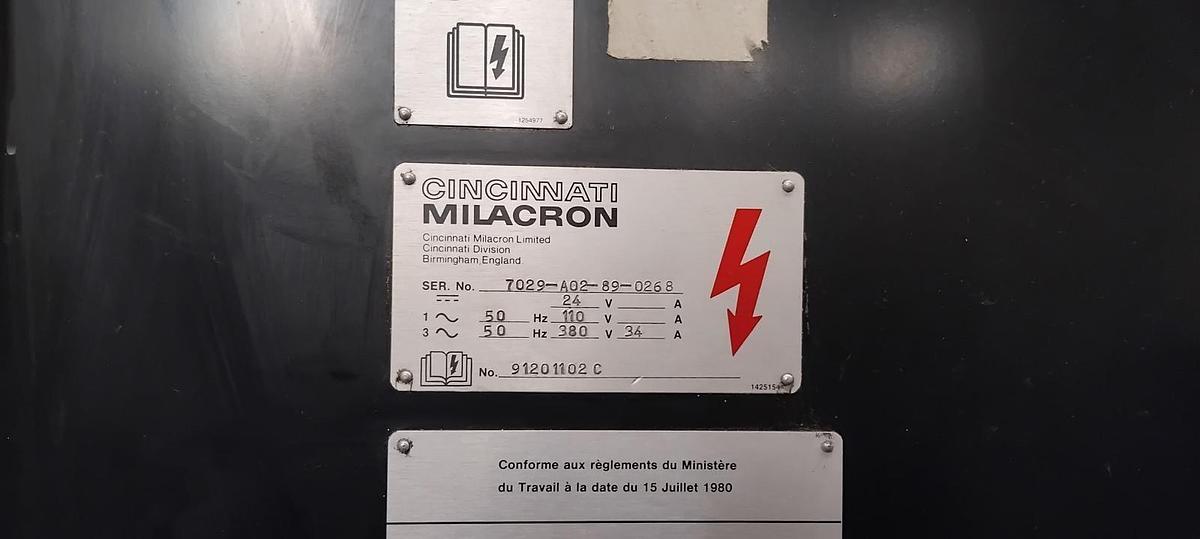 1254977
CINCINNATI
MILACRON
Cincinnati Milacron Limited
Cincinnati Division
Birmingham, England
SER. No. 7029-A02-89-0268
24 V A
1 50 Hz 110 V A
3 50 Hz 380 V 34 A
No. 91201102 C
Conforme aux règlements du Ministère
du Travail à la date du 15 Juillet 1980